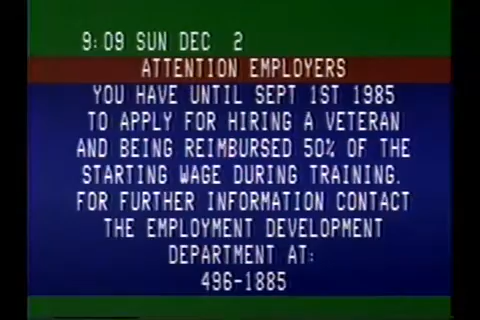 9:09 SUN DEC 2
ATTENTION EMPLOYERS
YOU HAVE UNTIL SEPT 1ST 1985
TO APPLY FOR HIRING A VETERAN
AND BEING REIMBURSED 50% OF THE
STARTING WAGE DURING TRAINING.
FOR FURTHER INFORMATION CONTACT
THE EMPLOYMENT DEVELOPMENT
DEPARTMENT AT:
496-1885